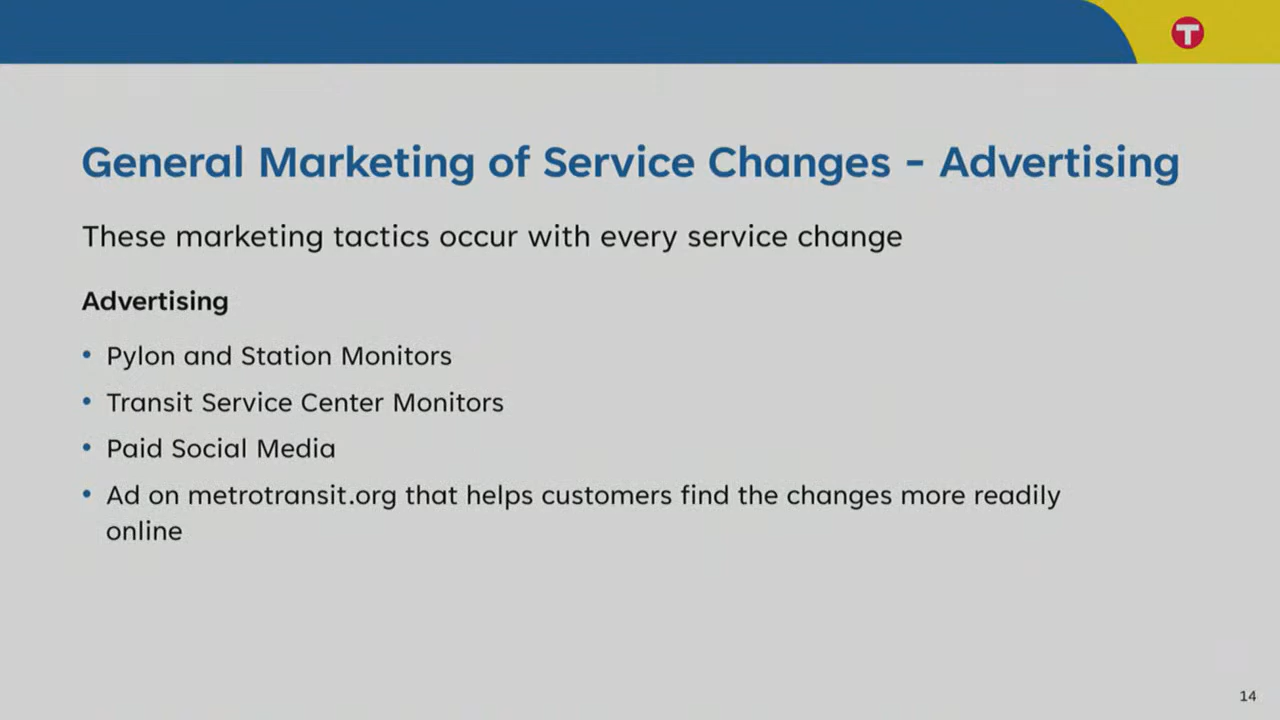 T
General Marketing of Service Changes – Advertising
These marketing tactics occur with every service change
Advertising
• Pylon and Station Monitors
• Transit Service Center Monitors
• Paid Social Media
• Ad on metrotransit.org that helps customers find the changes more readily
online
14